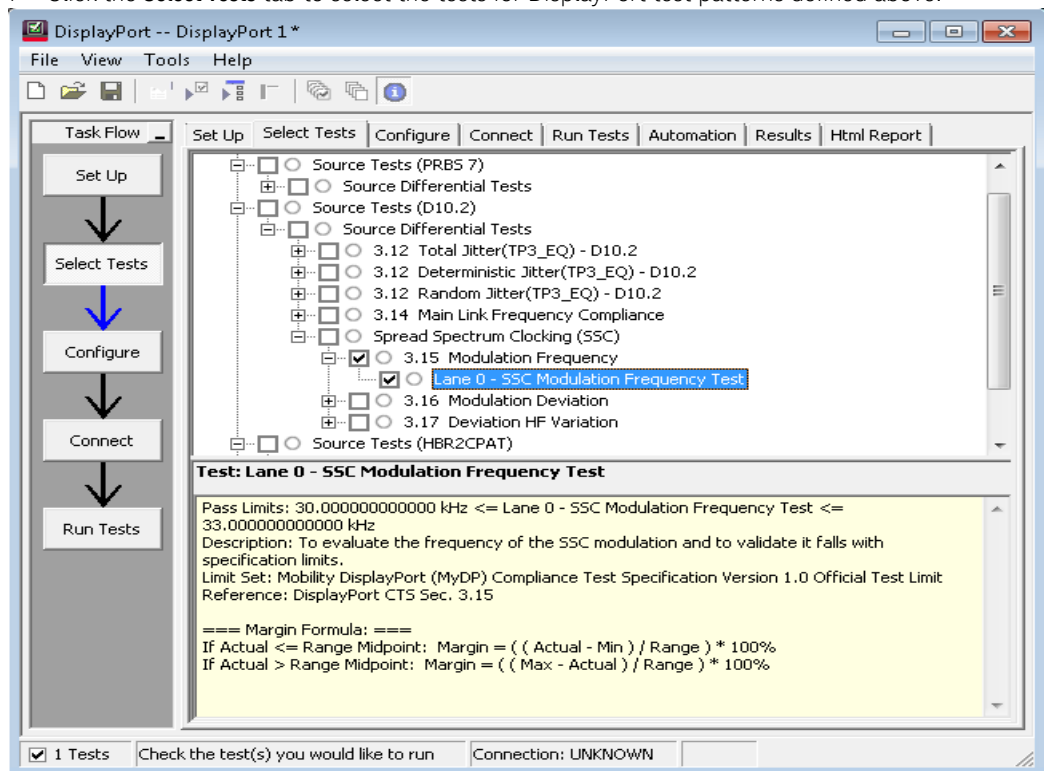 Click the Select Tests tab to select the tests for DisplayPort test patterns defined above.
DisplayPort -- DisplayPort 1*
File View Tools Help
Task Flow
Set Up Select Tests Configure Connect Run Tests Automation Results Html Report
Set Up
Select Tests
Configure
Connect
Run Tests
Source Tests (PRBS 7)
Source Differential Tests
Source Tests (D10.2)
Source Differential Tests
3.12 Total Jitter(TP3_EQ) - D10.2
3.12 Deterministic Jitter(TP3_EQ) - D10.2
3.12 Random Jitter(TP3_EQ) - D10.2
3.14 Main Link Frequency Compliance
Spread Spectrum Clocking (SSC)
3.15 Modulation Frequency
Lane 0 - SSC Modulation Frequency Test
3.16 Modulation Deviation
3.17 Deviation HF Variation
Source Tests (HBR2CPAT)
Test: Lane 0 - SSC Modulation Frequency Test
Pass Limits: 30.000000000000 kHz <= Lane 0 - SSC Modulation Frequency Test <=
33.000000000000 kHz
Description: To evaluate the frequency of the SSC modulation and to validate it falls with
specification limits.
Limit Set: Mobility DisplayPort (MyDP) Compliance Test Specification Version 1.0 Official Test Limit
Reference: DisplayPort CTS Sec. 3.15
=== Margin Formula: ===
If Actual <= Range Midpoint: Margin = ( ( Actual - Min ) / Range ) * 100%
If Actual > Range Midpoint: Margin = ( ( Max - Actual ) / Range ) * 100%
1 Tests Check the test(s) you would like to run Connection: UNKNOWN